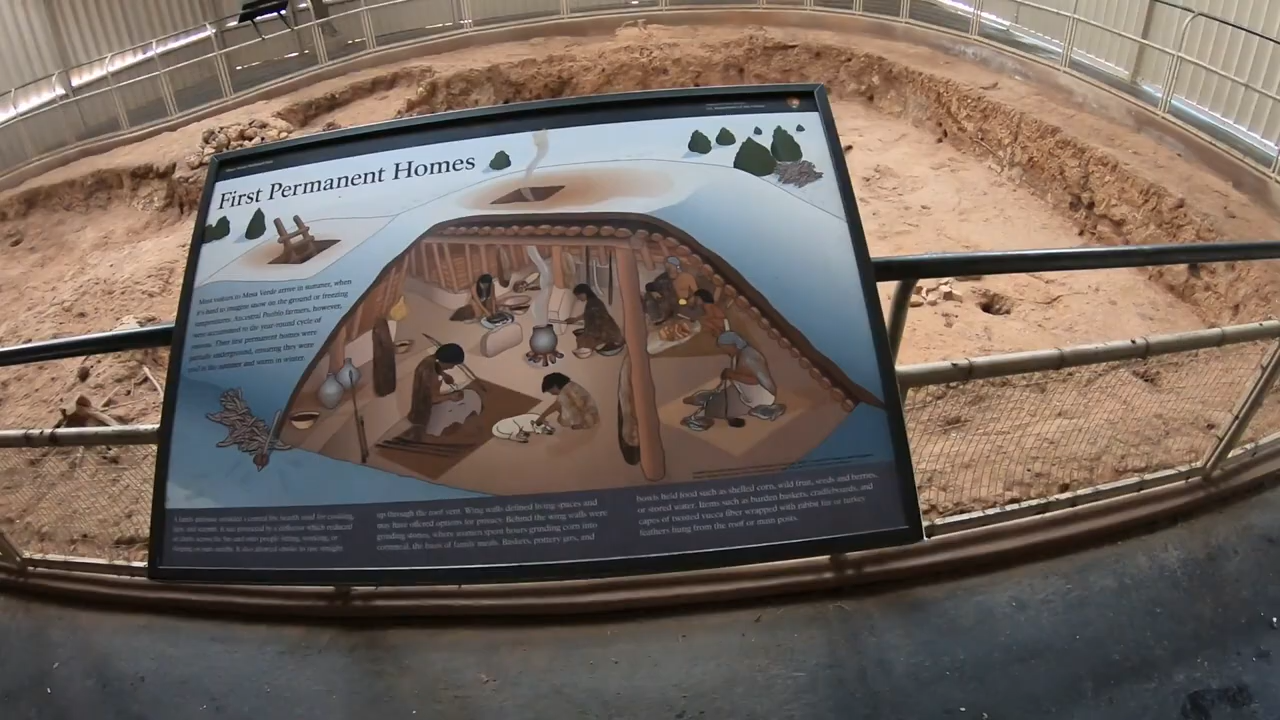 First Permanent Homes
Most visitors to Mesa Verde arrive in summer, when
it's hard to imagine snow on the ground or freezing
temperatures. Ancestral Pueblo farmers, however,
were accustomed to the year-round cycle of
seasons. Their first permanent homes were
partially underground, ensuring they were
cool in summer and warm in winter.
up through the roof vent. Wing walls defined living spaces and
may have offered options for privacy. Behind the wing walls were
grinding stones, where women spent hours grinding corn into
cornmeal, the basis of family meals. Baskets, pottery jars, and
bowls held food such as shelled corn, wild fruit, seeds and berries,
or stored water. Items such as burden baskets, cradleboards, and
capes of twisted yucca fiber wrapped with rabbit fur or turkey
feathers hung from the roof or main posts.